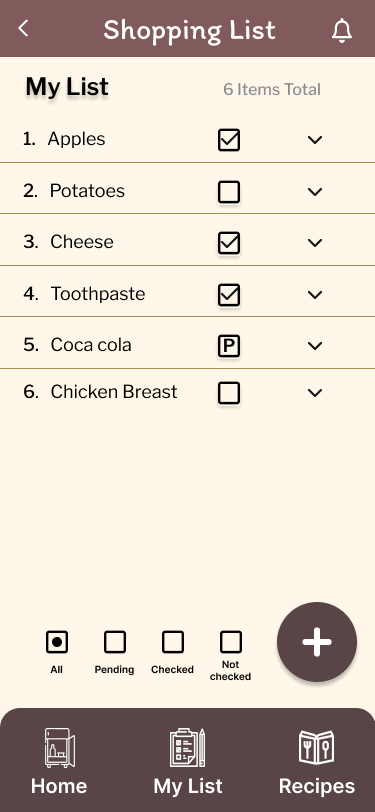 Shopping List
My List
6 Items Total
1. Apples
2. Potatoes
3. Cheese
4. Toothpaste
5. Coca cola P
6. Chicken Breast
All Pending Checked Not
checked
Home My List Recipes